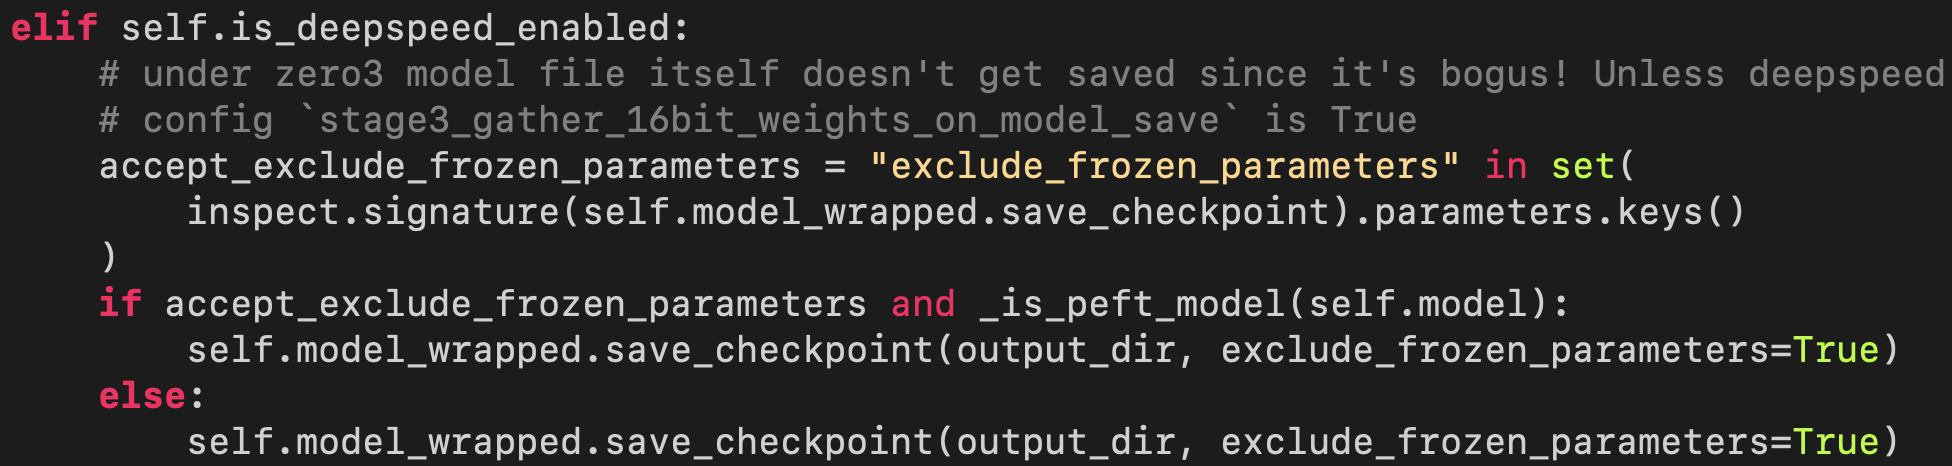 elif self.is_deepspeed_enabled:
    # under zero3 model file itself doesn't get saved since it's bogus! Unless deepspeed
    # config `stage3_gather_16bit_weights_on_model_save` is True
    accept_exclude_frozen_parameters = "exclude_frozen_parameters" in set(
        inspect.signature(self.model_wrapped.save_checkpoint).parameters.keys()
    )
    if accept_exclude_frozen_parameters and _is_peft_model(self.model):
        self.model_wrapped.save_checkpoint(output_dir, exclude_frozen_parameters=True)
    else:
        self.model_wrapped.save_checkpoint(output_dir, exclude_frozen_parameters=True)